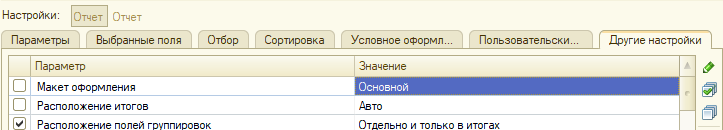 Настройки: Отчет Отчет
Параметры Выбранные поля Отбор Сортировка Условное оформл... Пользовательски... Другие настройки
Параметр Значение
Макет оформления Основной
Расположение итогов Авто
Расположение полей группировок Отдельно и только в итогах